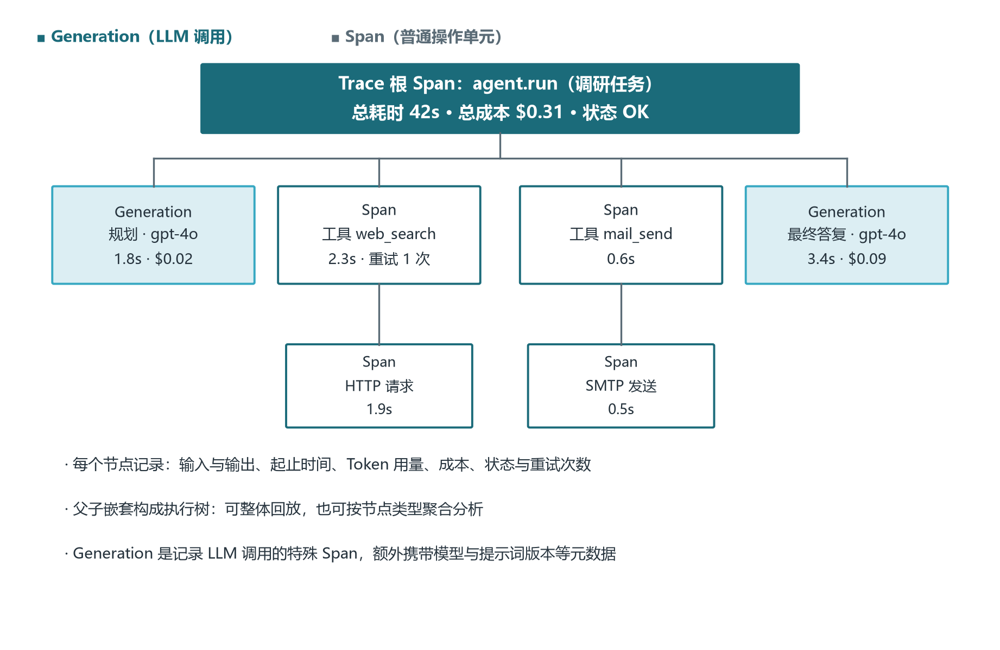 ■ Generation（LLM 调用）
■ Span（普通操作单元）
Trace 根 Span：agent.run（调研任务）
总耗时 42s • 总成本 $0.31 • 状态 OK
Generation
规划 · gpt-4o
1.8s · $0.02
Span
工具 web_search
2.3s · 重试 1 次
Span
工具 mail_send
0.6s
Generation
最终答复 · gpt-4o
3.4s · $0.09
Span
HTTP 请求
1.9s
Span
SMTP 发送
0.5s
· 每个节点记录：输入与输出、起止时间、Token 用量、成本、状态与重试次数
· 父子嵌套构成执行树：可整体回放，也可按节点类型聚合分析
· Generation 是记录 LLM 调用的特殊 Span，额外携带模型与提示词版本等元数据